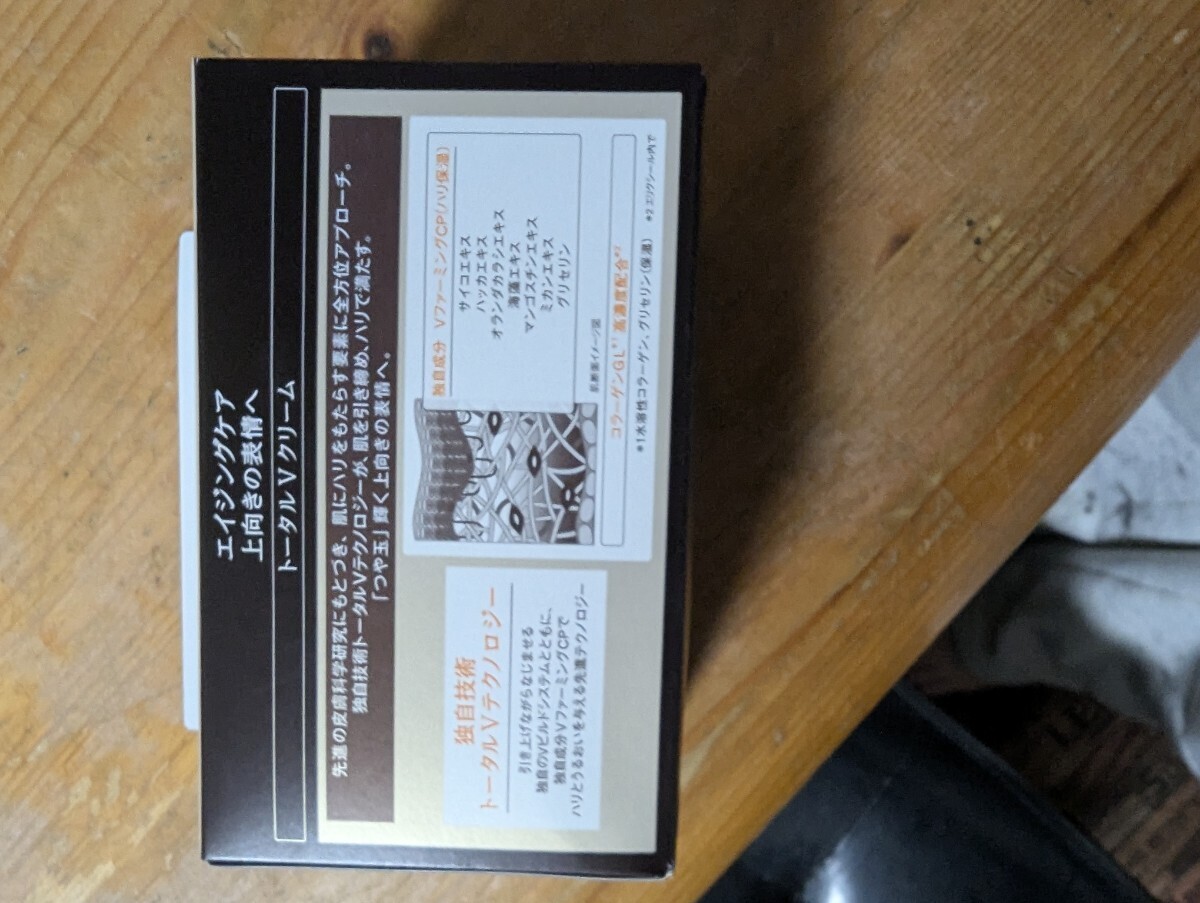 エイジングケア
上向きの表情へ
トータル V クリーム
先進の皮膚科学研究にもとづき、肌にハリをもたらす要素に全方位アプローチ。
独自技術トータルVテクノロジーが、肌を引き締め、ハリで満たす。
「つや玉」輝く上向きの表情へ。
独自技術
トータルVテクノロジー
引き上げながらなじませる
独自のVビルドシステムとともに、
独自成分VファーミングCPで
ハリとうるおいを与える先進テクノロジー
独自成分 VファーミングCP(ハリ保湿)
サイコエキス
ハッカエキス
オランダカラシエキス
海藻エキス
マンゴスチンエキス
ミカンエキス
グリセリン
肌断面イメージ図
コラーゲンGL*1高濃度配合*2
*1水溶性コラーゲン、グリセリン(保湿) *2 エリクシール内で